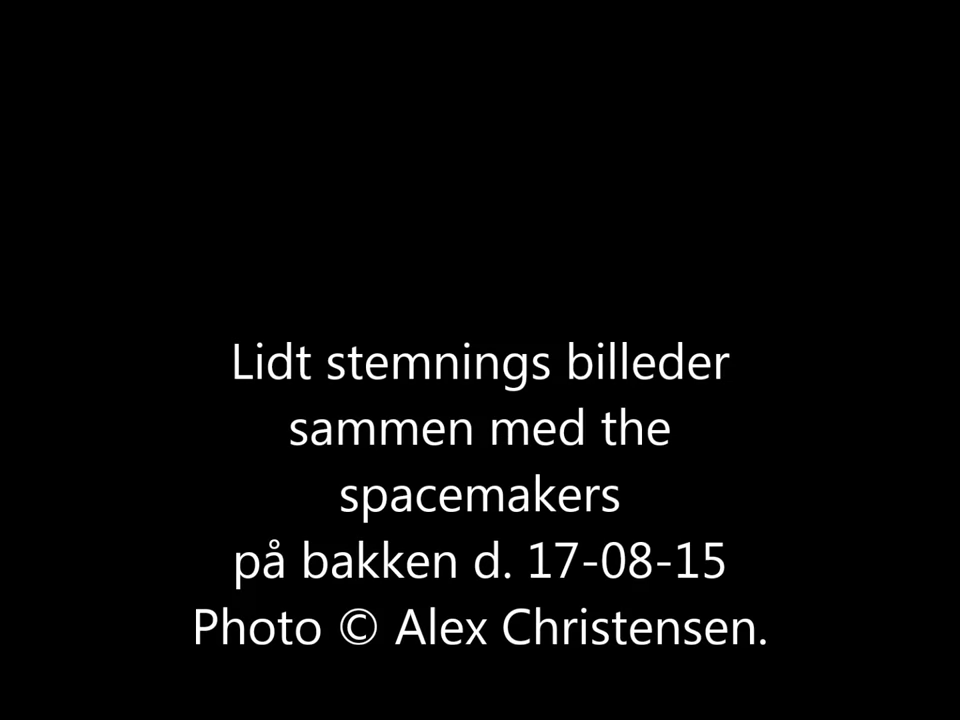 Lidt stemnings billeder
sammen med the
spacemakers
på bakken d. 17-08-15
Photo © Alex Christensen.